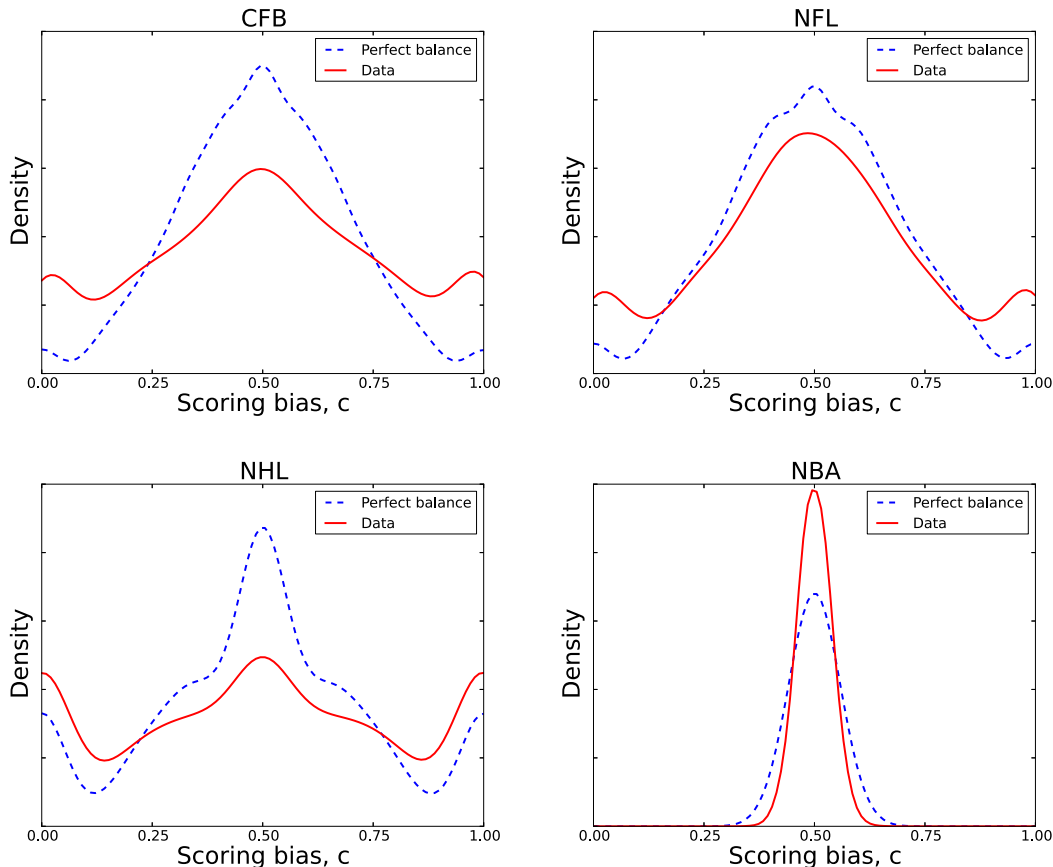 CFB
Perfect balance
Data
Density
0.00 0.25 0.50 0.75 1.00
Scoring bias, c
NFL
Perfect balance
Data
Density
0.00 0.25 0.50 0.75 1.00
Scoring bias, c
NHL
Perfect balance
Data
Density
0.00 0.25 0.50 0.75 1.00
Scoring bias, c
NBA
Perfect balance
Data
Density
0.00 0.25 0.50 0.75 1.00
Scoring bias, c